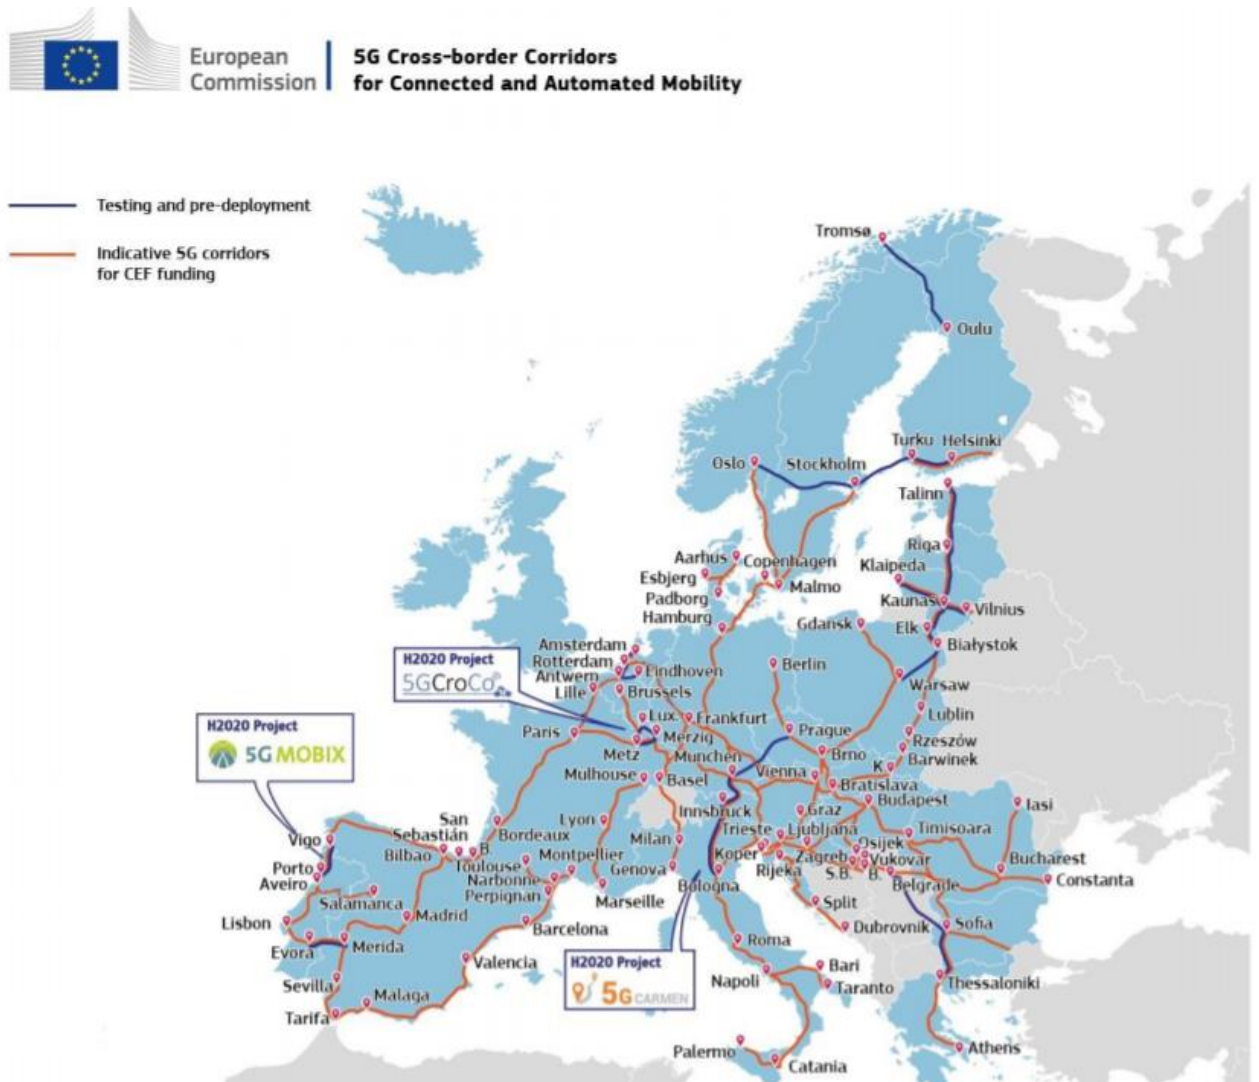 European
Commission
5G Cross-border Corridors
for Connected and Automated Mobility
Testing and pre-deployment
Indicative 5G corridors
for CEF funding
Tromsø
Oulu
Turku
Helsinki
Oslo
Stockholm
Talinn
Riga
Klaipeda
Kaunas
Vilnius
Aarhus
Copenhagen
Esbjerg
Malmo
Padborg
Hamburg
Gdańsk
Elk
Białystok
Amsterdam
Rotterdam
Antwern
Eindhoven
Lille
Brussels
Berlin
Warsaw
H2020 Project
5GCroCo
Lublin
Lux.
Frankfurt
Paris
Merzig
Prague
Rzeszów
Metz
Munchen
Brno
Barwinek
H2020 Project
5G MOBIX
Mulhouse
Basel
Vienna
K
Bratislava
Innsbruck
Budapest
Iasi
San
Sebastián
Bilbao
B.
Bordeaux
Lyon
Milan
Trieste
Graz
Ljubljana
Timisoara
Vigo
Toulouse
Montpellier
Genova
Koper
Zagreb
Osijek
Vukovar
Bucharest
Porto
Aveiro
Narbonne
Perpignan
Bologna
Rijeka
S.B.
B.
Belgrade
Constanta
Salamanca
Marseille
Split
Lisbon
Madrid
Barcelona
Dubrovnik
Sofia
Evora
Merida
Roma
Valencia
H2020 Project
5G CARMEN
Napoli
Bari
Taranto
Thessaloniki
Sevilla
Malaga
Tarifa
Palermo
Catania
Athens